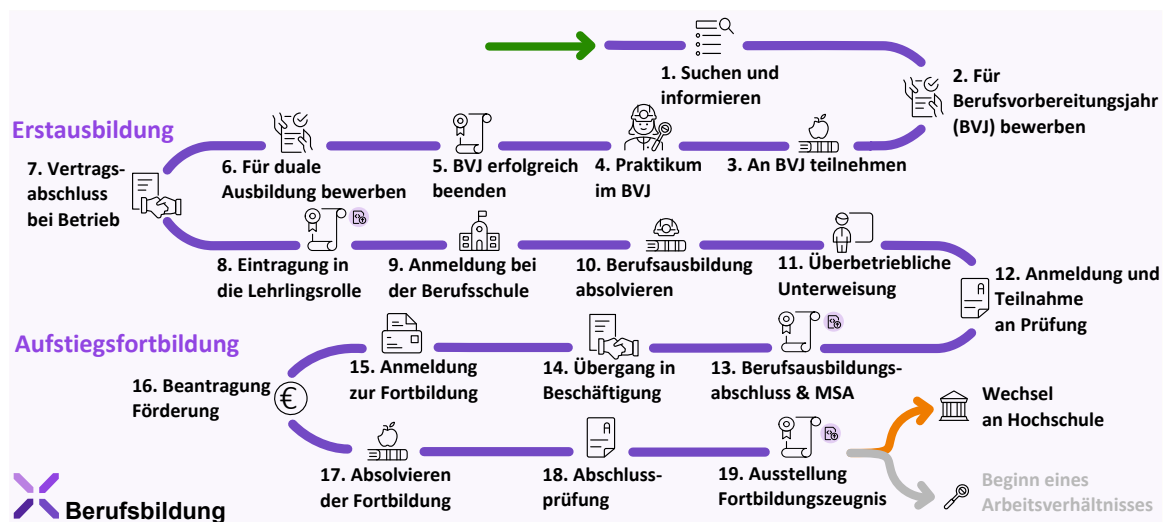 1. Suchen und
informieren
2. Für
Berufsvorbereitungsjahr
(BVJ) bewerben
Erstausbildung
3. An BVJ teilnehmen
4. Praktikum
im BVJ
5. BVJ erfolgreich
beenden
6. Für duale
Ausbildung bewerben
7. Vertrags-
abschluss
bei Betrieb
8. Eintragung in
die Lehrlingsrolle
9. Anmeldung bei
der Berufsschule
10. Berufsausbildung
absolvieren
11. Überbetriebliche
Unterweisung
12. Anmeldung und
Teilnahme
an Prüfung
A
Aufstiegsfortbildung
13. Berufsausbildungs-
abschluss & MSA
14. Übergang in
Beschäftigung
15. Anmeldung
zur Fortbildung
16. Beantragung
Förderung
€
17. Absolvieren
der Fortbildung
A
18. Abschluss-
prüfung
19. Ausstellung
Fortbildungszeugnis
Wechsel
an Hochschule
Beginn eines
Arbeitsverhältnisses
Berufsbildung